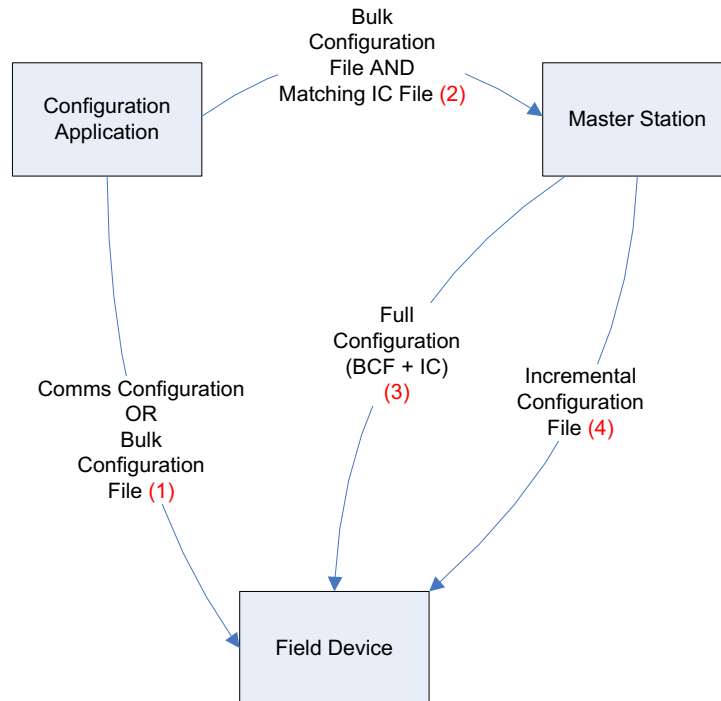 Bulk
Configuration
File AND
Matching IC File (2)
Configuration
Application
Master Station
Full
Configuration
(BCF + IC)
(3)
Incremental
Configuration
File (4)
Comms Configuration
OR
Bulk
Configuration
File (1)
Field Device